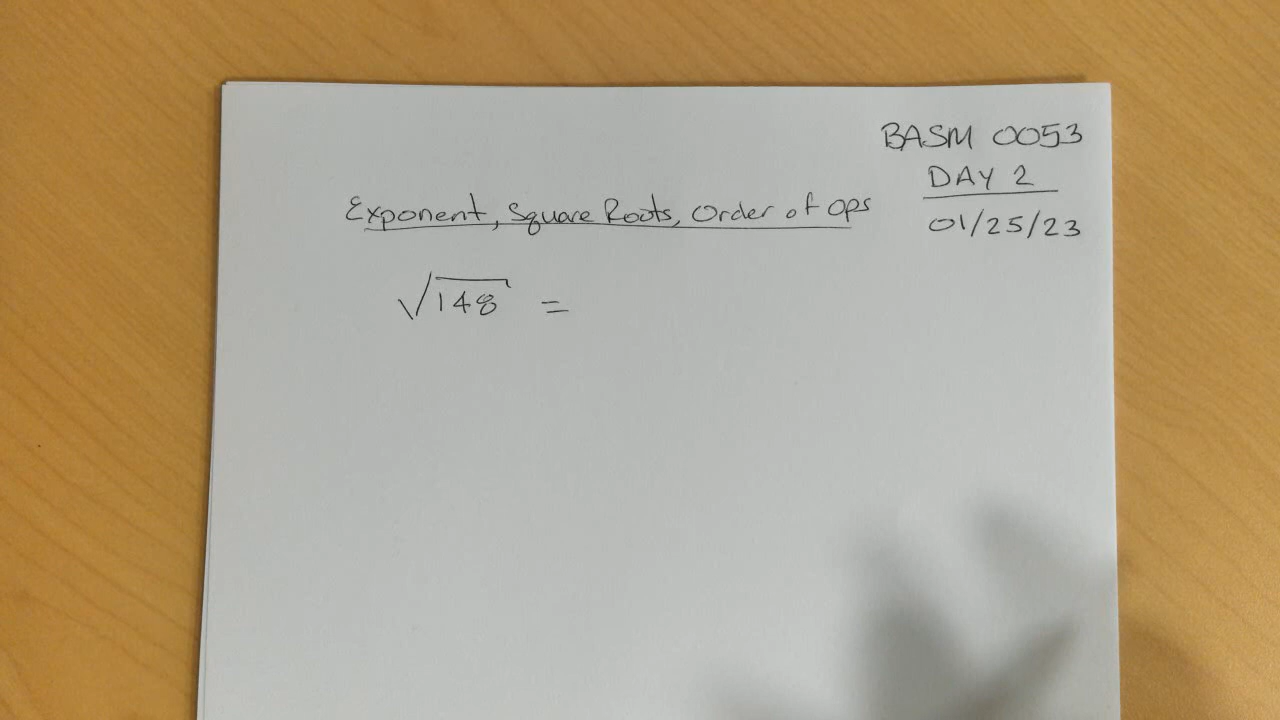 BASM 0053
DAY 2
01/25/23
Exponent, Square Roots, Order of Ops
√148 =